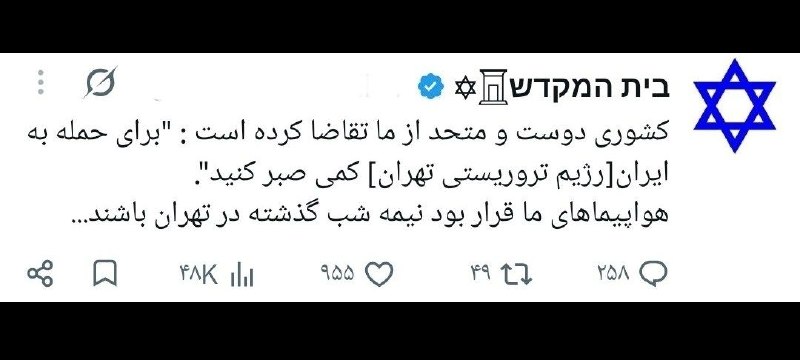 בית המקדש
کشوری دوست و متحد از ما تقاضا کرده است : "برای حمله به
ایران[رژیم تروریستی تهران] کمی صبر کنید".
هواپیماهای ما قرار بود نیمه شب گذشته در تهران باشند...
۲۵۸ ۴۹ ۹۵۵ ۴۸K